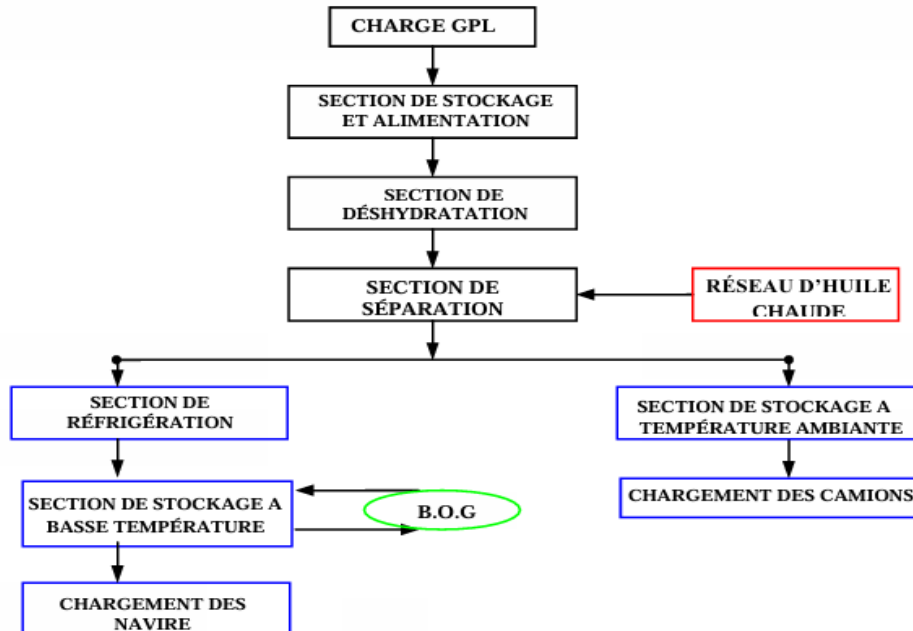 CHARGE GPL
SECTION DE STOCKAGE
ET ALIMENTATION
SECTION DE
DÉSHYDRATATION
SECTION DE
SÉPARATION
RÉSEAU D'HUILE
CHAUDE
SECTION DE
RÉFRIGÉRATION
SECTION DE STOCKAGE A
TEMPÉRATURE AMBIANTE
SECTION DE STOCKAGE A
BASSE TEMPÉRATURE
B.O.G
CHARGEMENT DES CAMIONS
CHARGEMENT DES
NAVIRE